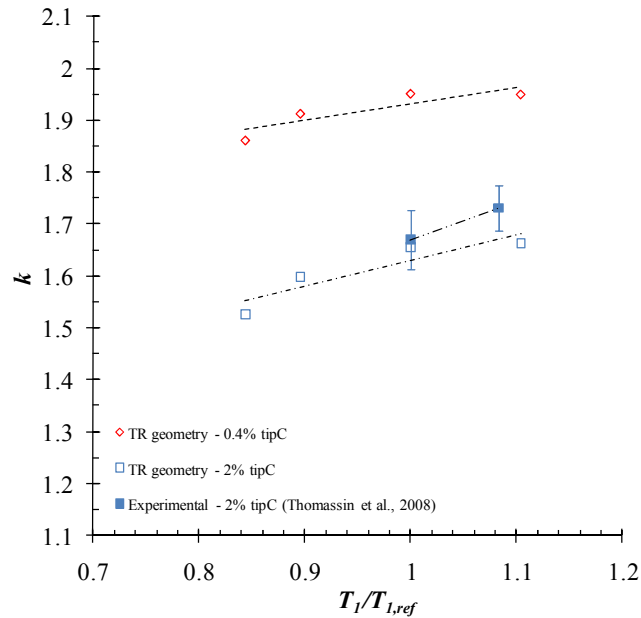 2.1
2
1.9
1.8
1.7
1.6
1.5
1.4
1.3
1.2
1.1
k
TR geometry - 0.4% tipC
TR geometry - 2% tipC
Experimental - 2% tipC (Thomassin et al., 2008)
0.7 0.8 0.9 1 1.1 1.2
T1/T1,ref